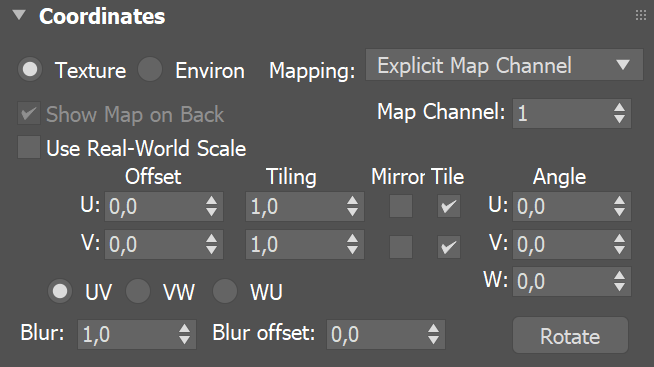 Coordinates
Texture Environ Mapping: Explicit Map Channel
Show Map on Back Map Channel: 1
Use Real-World Scale
Offset Tiling Mirror Tile Angle
U: 0,0 1,0 U: 0,0
V: 0,0 1,0 V: 0,0
W: 0,0
UV VW WU
Blur: 1,0 Blur offset: 0,0 Rotate